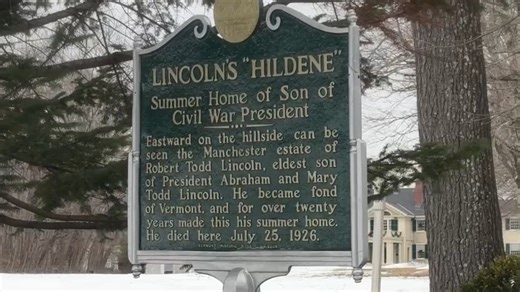 LINCOLN'S "HILDENE"
Summer Home of Son of
Civil War President
Eastward on the hillside can be
seen the Manchester estate of
Robert Todd Lincoln, eldest son
of President Abraham and Mary
Todd Lincoln. He became fond
of Vermont, and for over twenty
years made this his summer home.
He died here July 25, 1926.